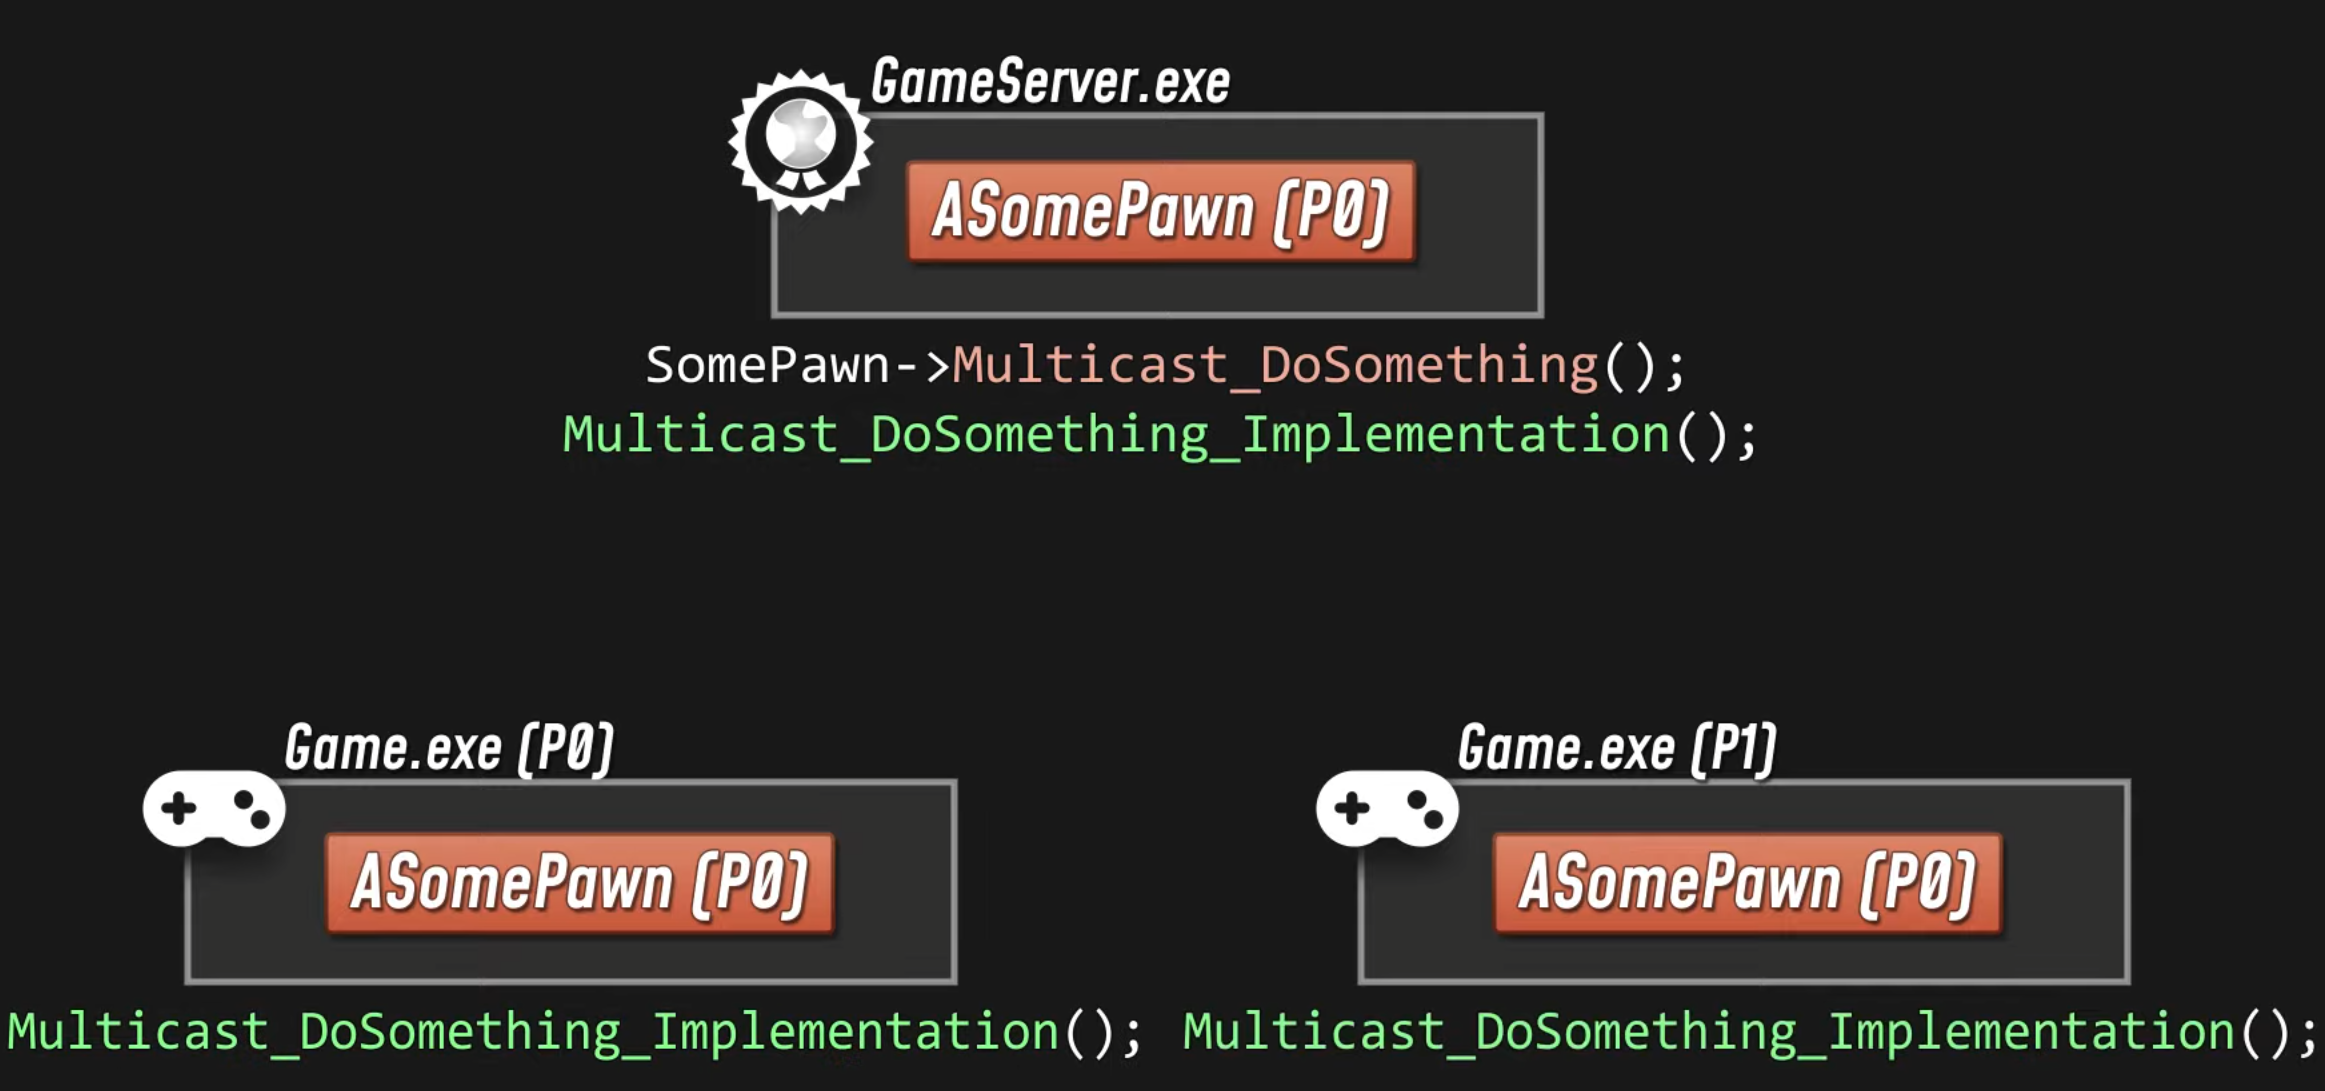 GameServer.exe
ASomePawn (P0)
SomePawn->Multicast_DoSomething();
Multicast_DoSomething_Implementation();
Game.exe (P0)
ASomePawn (P0)
Multicast_DoSomething_Implementation();
Game.exe (P1)
ASomePawn (P0)
Multicast_DoSomething_Implementation();